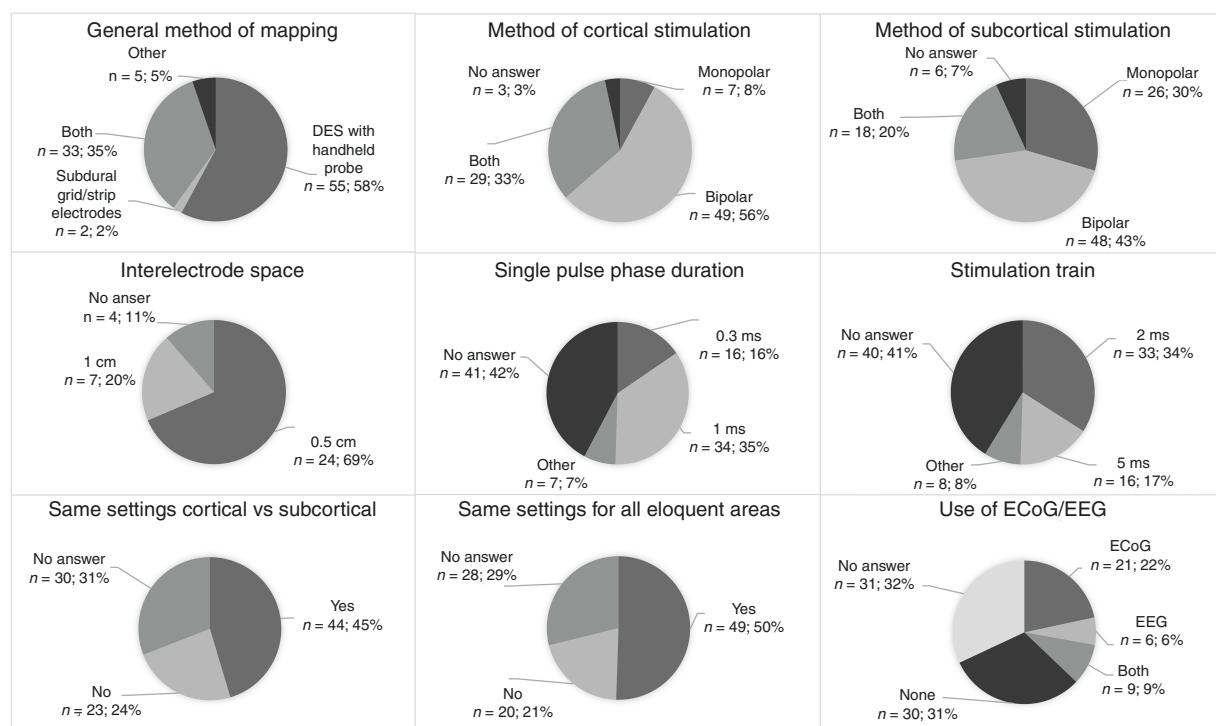 General method of mapping
Other
n = 5; 5%
Both
n = 33; 35%
Subdural
grid/strip
electrodes
n = 2; 2%
DES with
handheld
probe
n = 55; 58%
Method of cortical stimulation
No answer
n = 3; 3%
Monopolar
n = 7; 8%
Both
n = 29; 33%
Bipolar
n = 49; 56%
Method of subcortical stimulation
No answer
n = 6; 7%
Monopolar
n = 26; 30%
Both
n = 18; 20%
Bipolar
n = 48; 43%
Interelectrode space
No anser
n = 4; 11%
1 cm
n = 7; 20%
0.5 cm
n = 24; 69%
Single pulse phase duration
0.3 ms
n = 16; 16%
No answer
n = 41; 42%
1 ms
n = 34; 35%
Other
n = 7; 7%
Stimulation train
No answer
n = 40; 41%
2 ms
n = 33; 34%
Other
n = 8; 8%
5 ms
n = 16; 17%
Same settings cortical vs subcortical
No answer
n = 30; 31%
Yes
n = 44; 45%
No
n = 23; 24%
Same settings for all eloquent areas
No answer
n = 28; 29%
Yes
n = 49; 50%
No
n = 20; 21%
Use of ECoG/EEG
ECoG
n = 21; 22%
No answer
n = 31; 32%
EEG
n = 6; 6%
Both
n = 9; 9%
None
n = 30; 31%